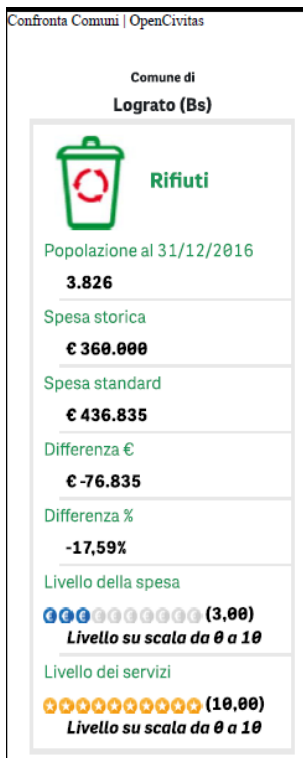 Confronta Comuni | OpenCivitas
Comune di
Lograto (Bs)
Rifiuti
Popolazione al 31/12/2016
3.826
Spesa storica
€ 360.000
Spesa standard
€ 436.835
Differenza €
€ -76.835
Differenza %
-17,59%
Livello della spesa
(3,00)
Livello su scala da 0 a 10
Livello dei servizi
(10,00)
Livello su scala da 0 a 10